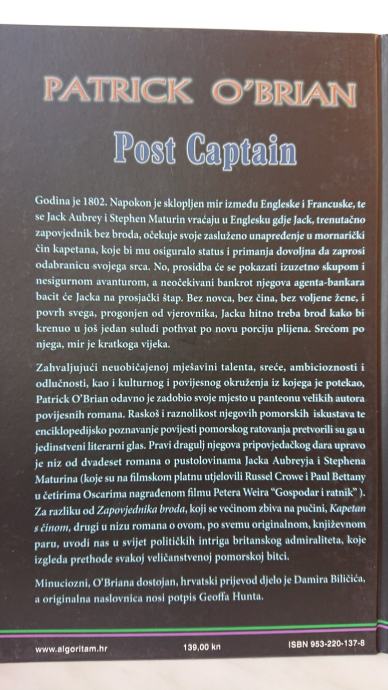 PATRICK O'BRIAN
Post Captain
Godina je 1802. Napokon je sklopljen mir između Engleske i Francuske, te
se Jack Aubrey i Stephen Maturin vraćaju u Englesku gdje Jack, trenutačno
zapovjednik bez broda, očekuje svoje zasluženo unapređenje u mornarički
čin kapetana, koje bi mu osiguralo status i primanja dovoljna da zaprosi
odabranicu svojega srca. No, prosidba će se pokazati izuzetno skupom i
nesigurnom avanturom, a neočekivani bankrot njegova agenta-bankara
bacit će Jacka na prosjački štap. Bez novca, bez čina, bez voljene žene, i
povrh svega, progonjen od vjerovnika, Jacku hitno treba brod kako bi
krenuo u još jedan suludi pothvat po novu porciju plijena. Srećom po
njega, mir je kratkoga vijeka.
Zahvaljujući neuobičajenoj mješavini talenta, sreće, ambicioznosti i
odlučnosti, kao i kulturnog i povijesnog okruženja iz kojega je potekao,
Patrick O'Brian odavno je zadobio svoje mjesto u panteonu velikih autora
povijesnih romana. Raskoš i raznolikost njegovih pomorskih iskustava te
enciklopedijsko poznavanje povijesti pomorskog ratovanja pretvorili su ga u
jedinstveni literarni glas. Pravi dragulj njegova pripovjedačkog dara upravo
je niz od dvadeset romana o pustolovinama Jacka Aubreyja i Stephena
Maturina (koje su na filmskom platnu utjelovili Russel Crowe i Paul Bettany
u četirima Oscarima nagrađenom filmu Petera Weira "Gospodar i ratnik").
Za razliku od Zapovjednika broda, koji se većinom zbiva na pučini, Kapetan
s činom, drugi u nizu romana o ovom, po svemu originalnom, književnom
paru, uvodi nas u svijet političkih intriga britanskog admiraliteta, koje
izgleda prethode svakoj veličanstvenoj pomorskoj bitci.
Minuciozni, O'Briana dostojan, hrvatski prijevod djelo je Damira Biličića,
a originalna naslovnica nosi potpis Geoffa Hunta.
www.algoritam.hr 139,00 kn ISBN 953-220-137-8